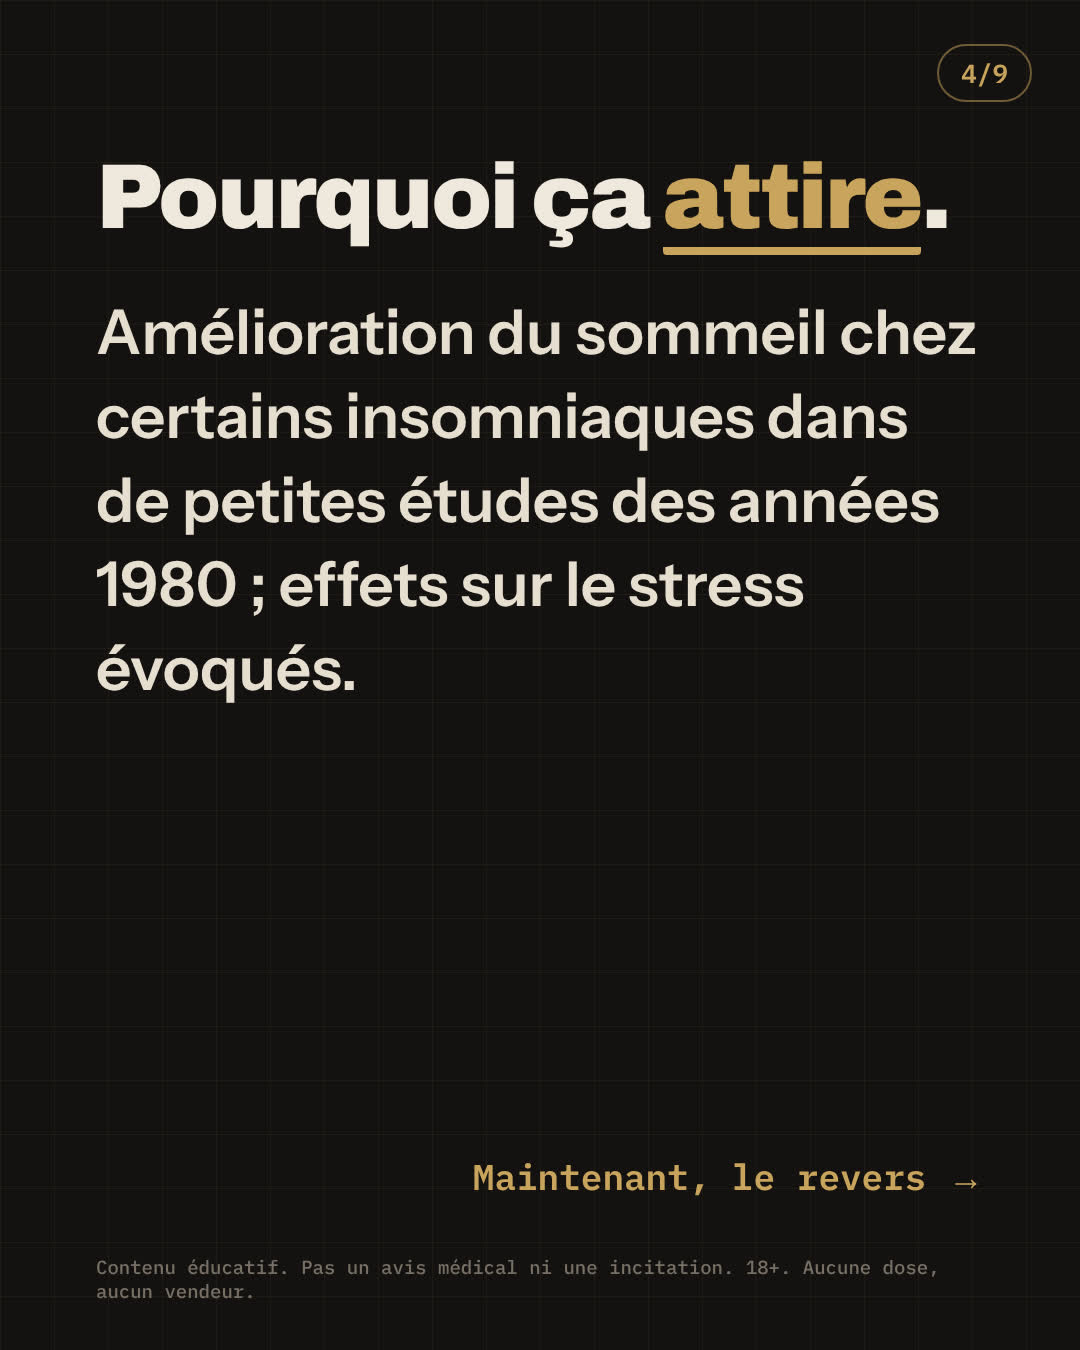 4/9
Pourquoi ça attire.
Amélioration du sommeil chez
certains insomniaques dans
de petites études des années
1980 ; effets sur le stress
évoqués.
Maintenant, le revers →
Contenu éducatif. Pas un avis médical ni une incitation. 18+. Aucune dose,
aucun vendeur.